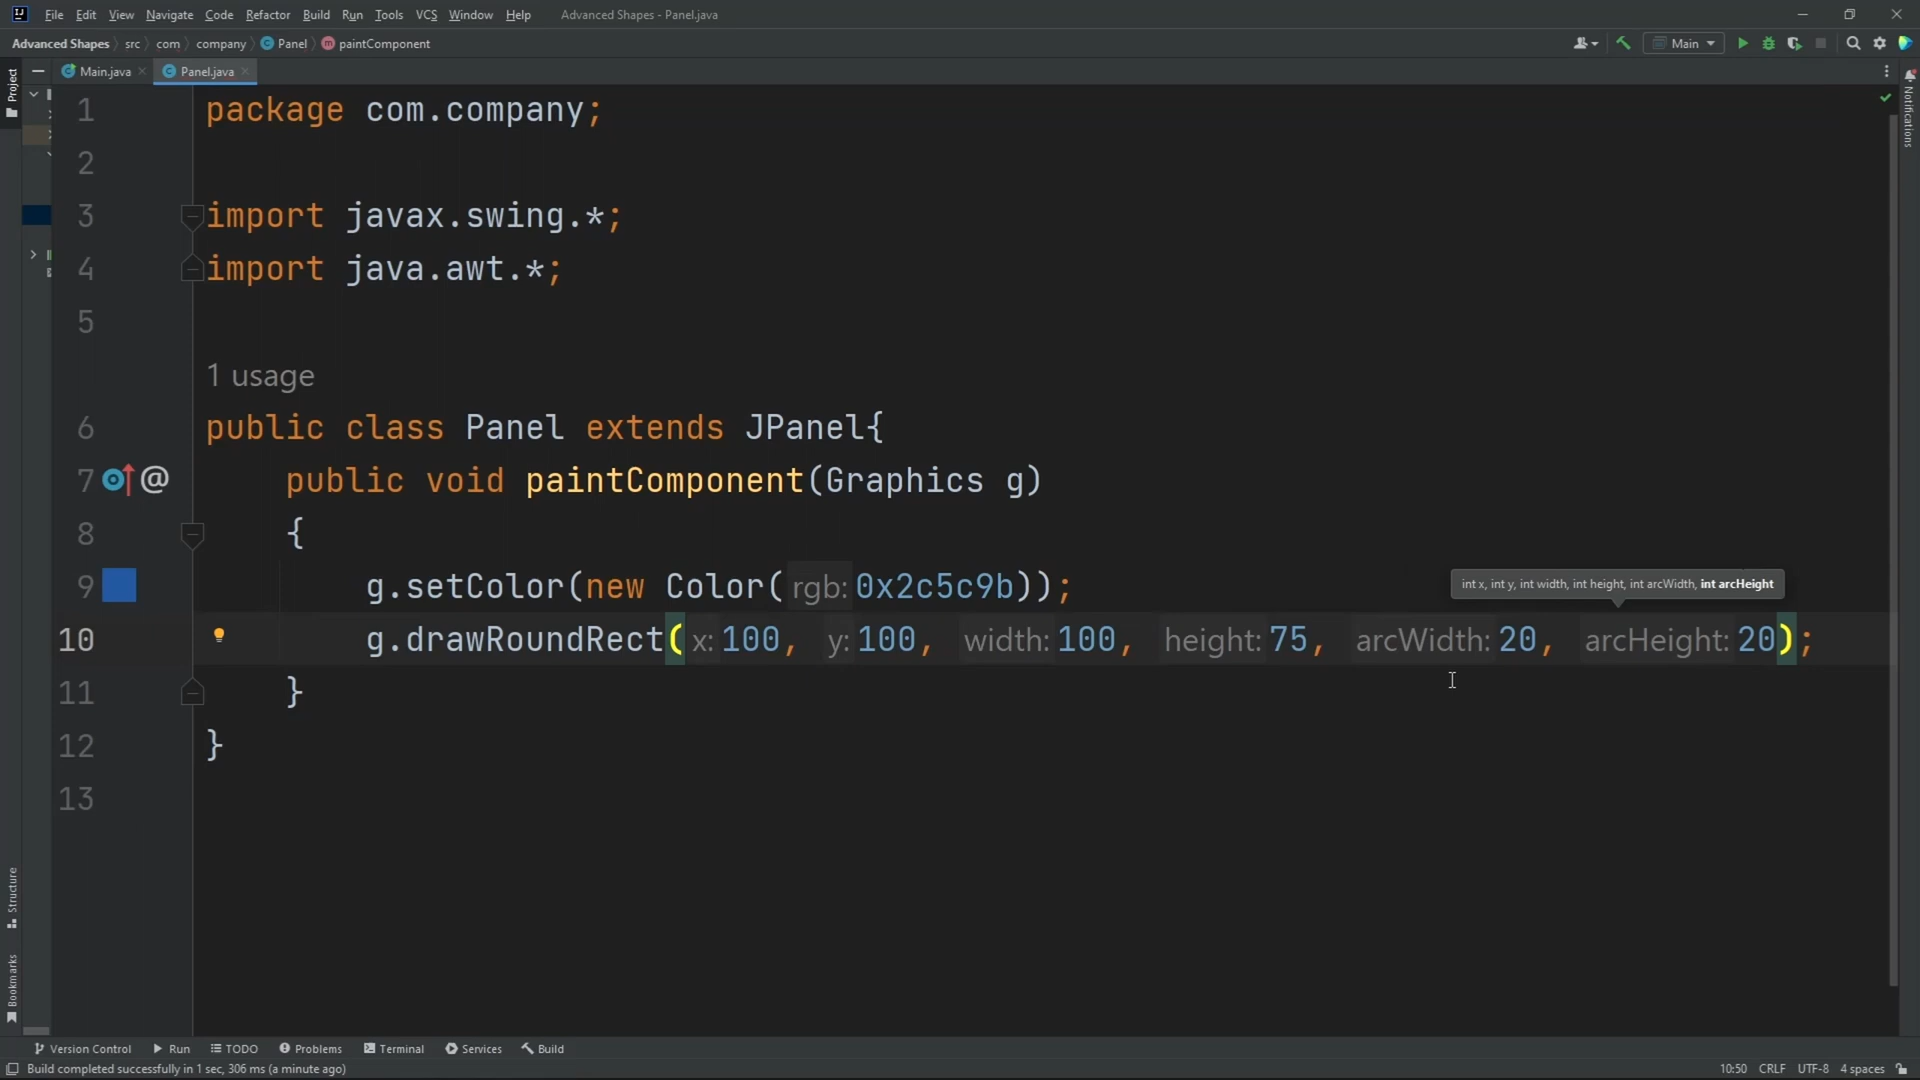 File Edit View Navigate Code Refactor Build Run Tools VCS Window Help Advanced Shapes - Panel.java
Advanced Shapes src com company Panel paintComponent Main
Project
Main.java Panel.java
Notifications
1 package com.company;
2
3 import javax.swing.*;
4 import java.awt.*;
5
1 usage
6 public class Panel extends JPanel{
7 @ public void paintComponent(Graphics g)
8 {
9 g.setColor(new Color( rgb: 0x2c5c9b));
int x, int y, int width, int height, int arcWidth, int arcHeight
10 g.drawRoundRect( x: 100, y: 100, width: 100, height: 75, arcWidth: 20, arcHeight: 20);
11 }
12 }
13
Structure
Bookmarks
Version Control Run TODO Problems Terminal Services Build
Build completed successfully in 1 sec, 306 ms (a minute ago) 10:50 CRLF UTF-8 4 spaces